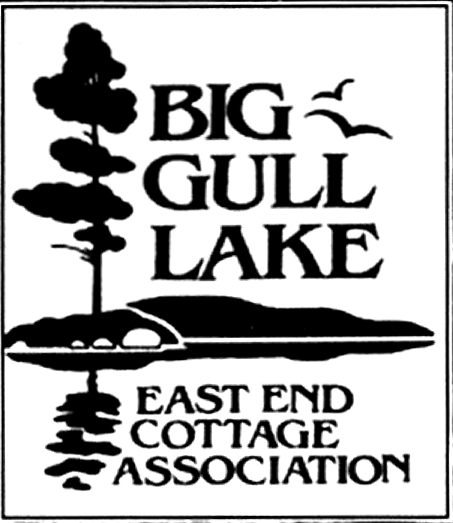 BIG
GULL
LAKE
EAST END
COTTAGE
ASSOCIATION